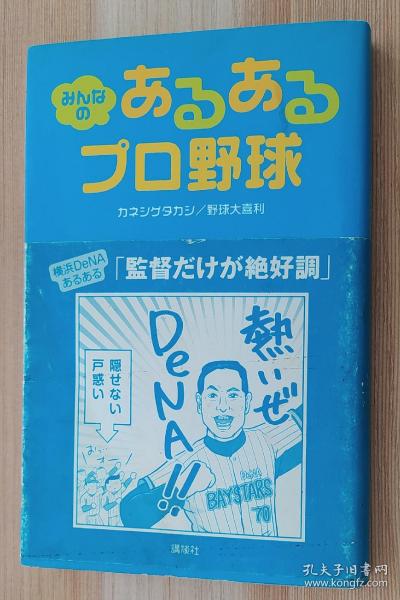 みんなの
あるある
プロ野球
カネシゲタカシ/野球大喜利
横浜DeNA
あるある
「監督だけが絶好調」
熱いぜ
DeNA!!
隠せない
戸惑い
DeNA
BAYSTARS
70
講談社
孔夫子旧书网
www.kongfz.com